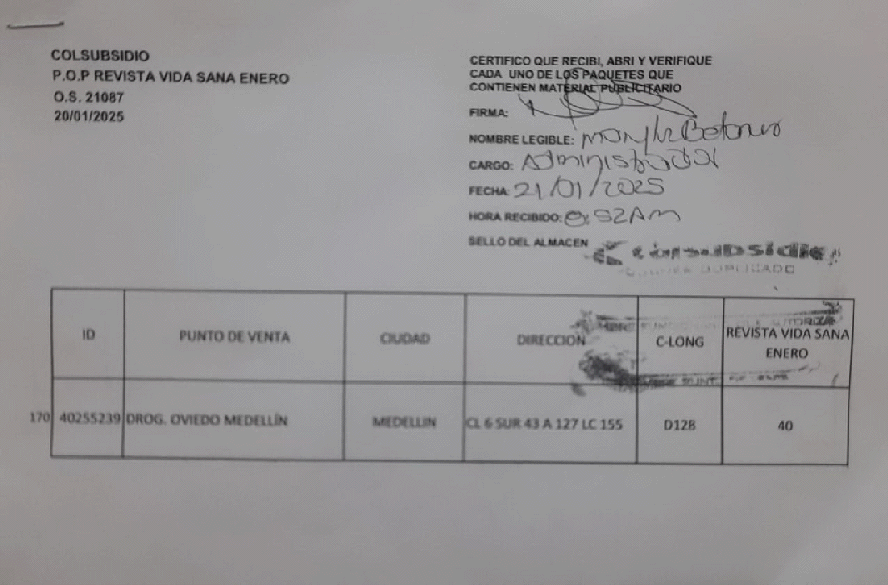 COLSUBSIDIO
P.O.P REVISTA VIDA SANA ENERO
O.S. 21087
20/01/2025
CERTIFICO QUE RECIBI, ABRI Y VERIFIQUE
CADA UNO DE LOS PAQUETES QUE
CONTIENEN MATERIAL PUBLICITARIO
FIRMA:
NOMBRE LEGIBLE:
CARGO: Administrador
FECHA: 21/01/2025
HORA RECIBIDO: 8:52AM
SELLO DEL ALMACEN
Colsubsidio
ID PUNTO DE VENTA CIUDAD DIRECCION C-LONG REVISTA VIDA SANA
ENERO
170 40255239 DROG. OVIEDO MEDELLÍN MEDELLIN CL 6 SUR 43 A 127 LC 155 D12B 40